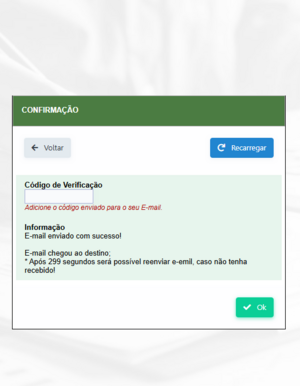 CONFIRMAÇÃO
Voltar
Recarregar
Código de Verificação
Adicione o código enviado para o seu E-mail.
Informação
E-mail enviado com sucesso!
E-mail chegou ao destino;
* Após 299 segundos será possível reenviar e-emil, caso não tenha
recebido!
Ok